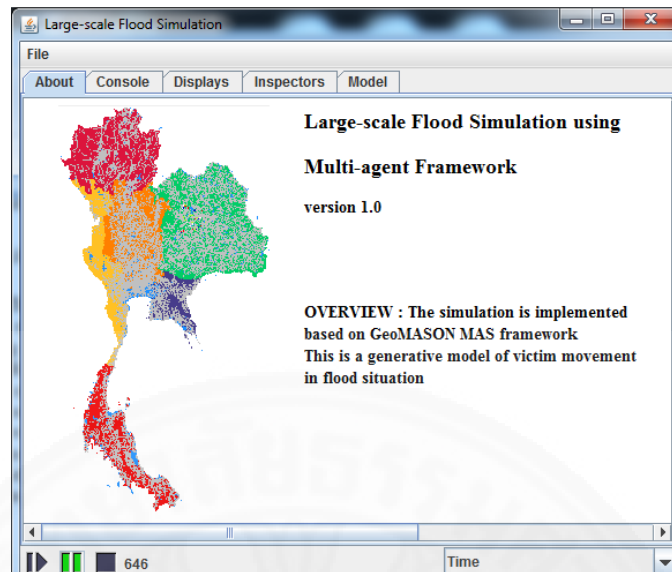 Large-scale Flood Simulation
File
About Console Displays Inspectors Model
Large-scale Flood Simulation using
Multi-agent Framework
version 1.0
OVERVIEW : The simulation is implemented
based on GeoMASON MAS framework
This is a generative model of victim movement
in flood situation
646 Time